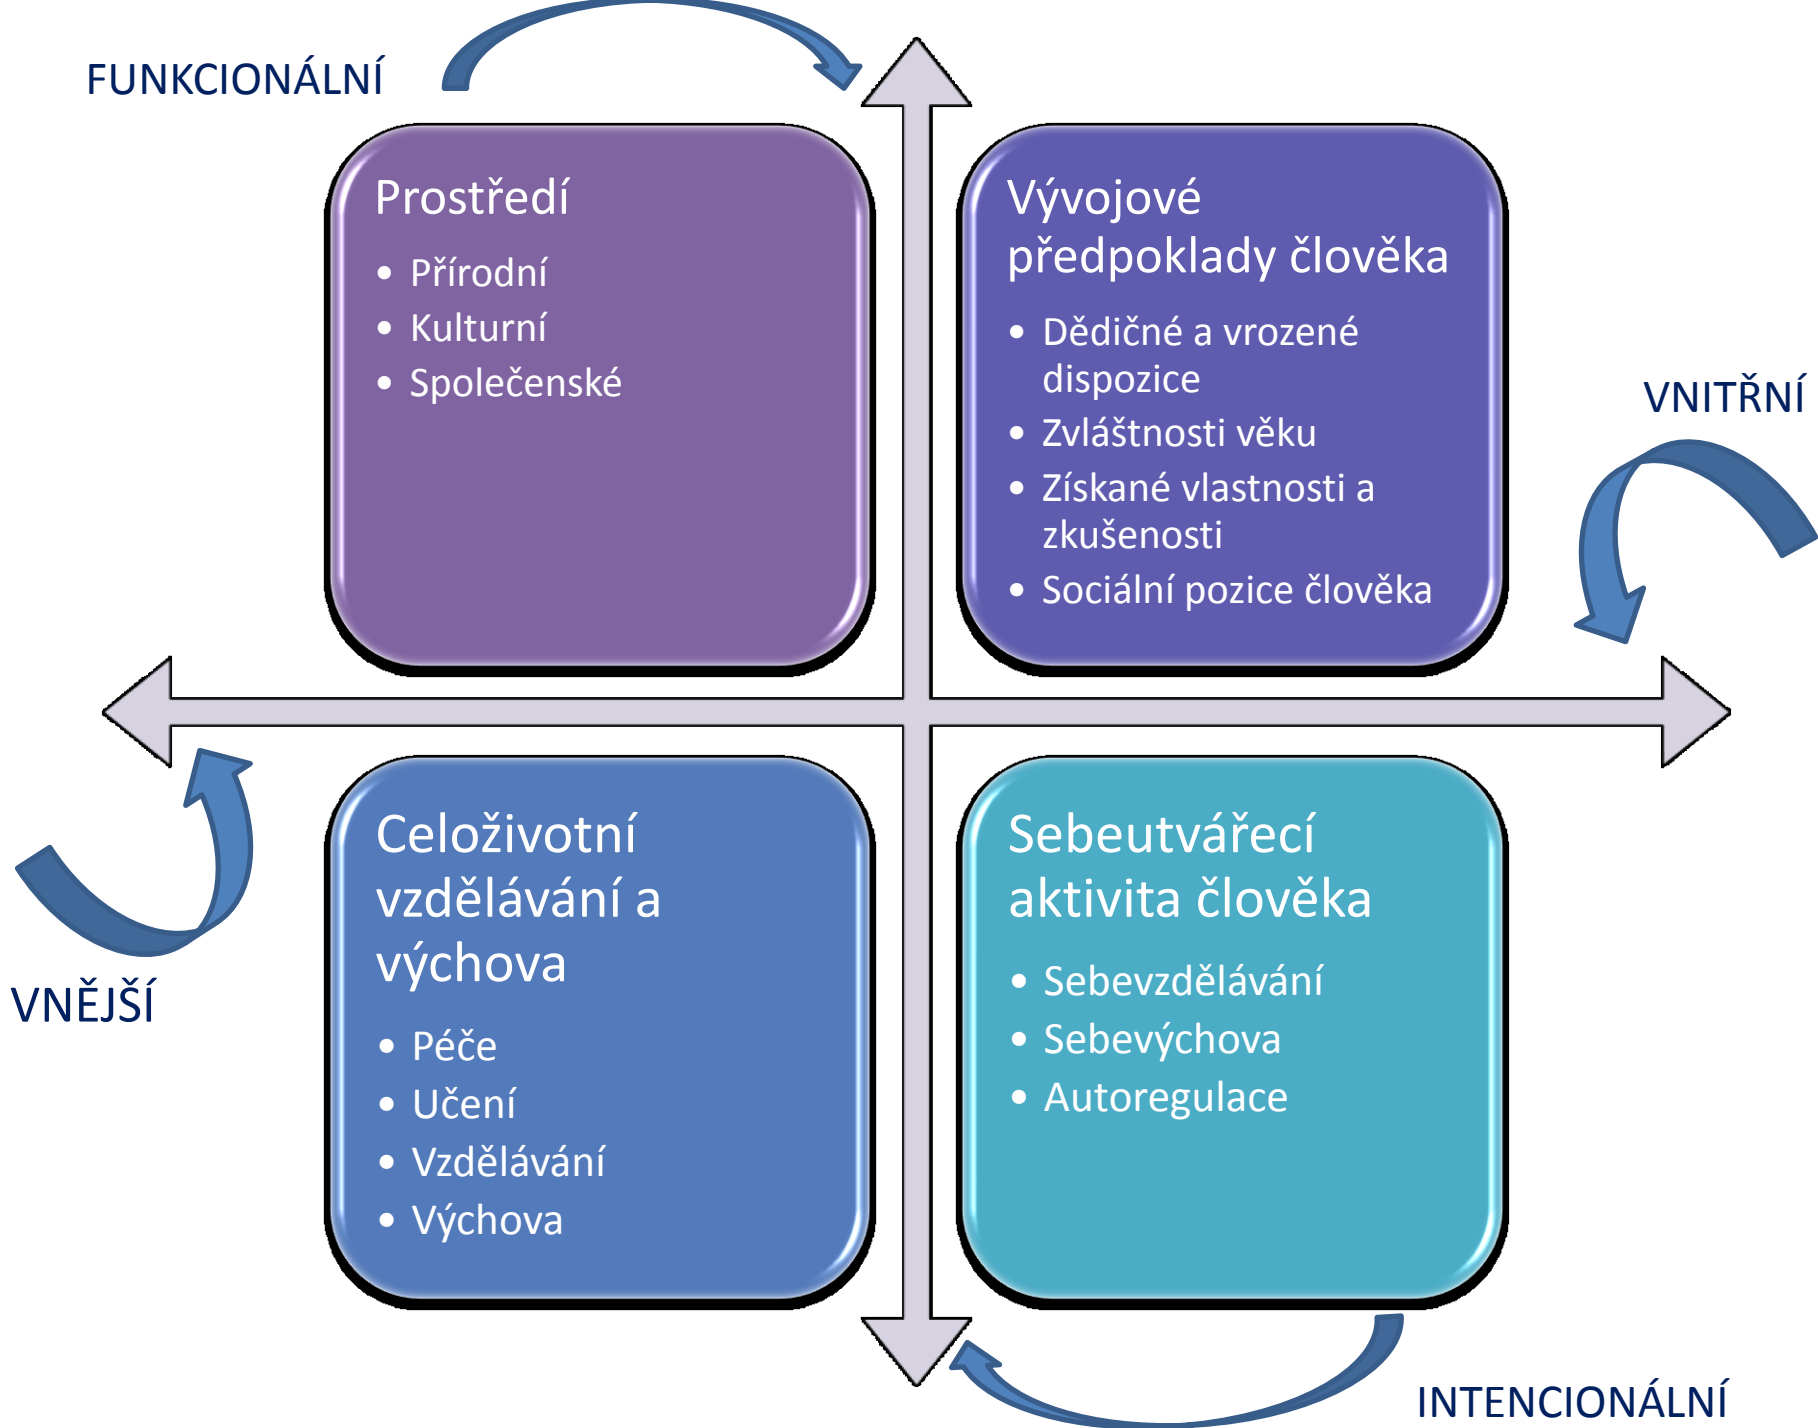 FUNKCIONÁLNÍ
Prostředí
• Přírodní
• Kulturní
• Společenské
Vývojové
předpoklady člověka
• Dědičné a vrozené
dispozice
• Zvláštnosti věku
• Získané vlastnosti a
zkušenosti
• Sociální pozice člověka
VNITŘNÍ
Celoživotní
vzdělávání a
výchova
• Péče
• Učení
• Vzdělávání
• Výchova
VNĚJŠÍ
Sebeutvářecí
aktivita člověka
• Sebevzdělávání
• Sebevýchova
• Autoregulace
INTENCIONÁLNÍ